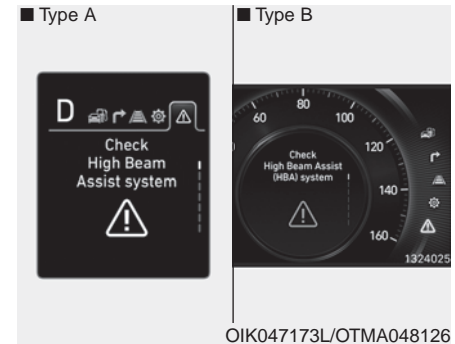 ■ Type A
■ Type B
D
Check
High Beam
Assist system
60
80
100
120
140
160
Check
High Beam Assist
(HBA) system
1324025
OIK047173L/OTMA048126